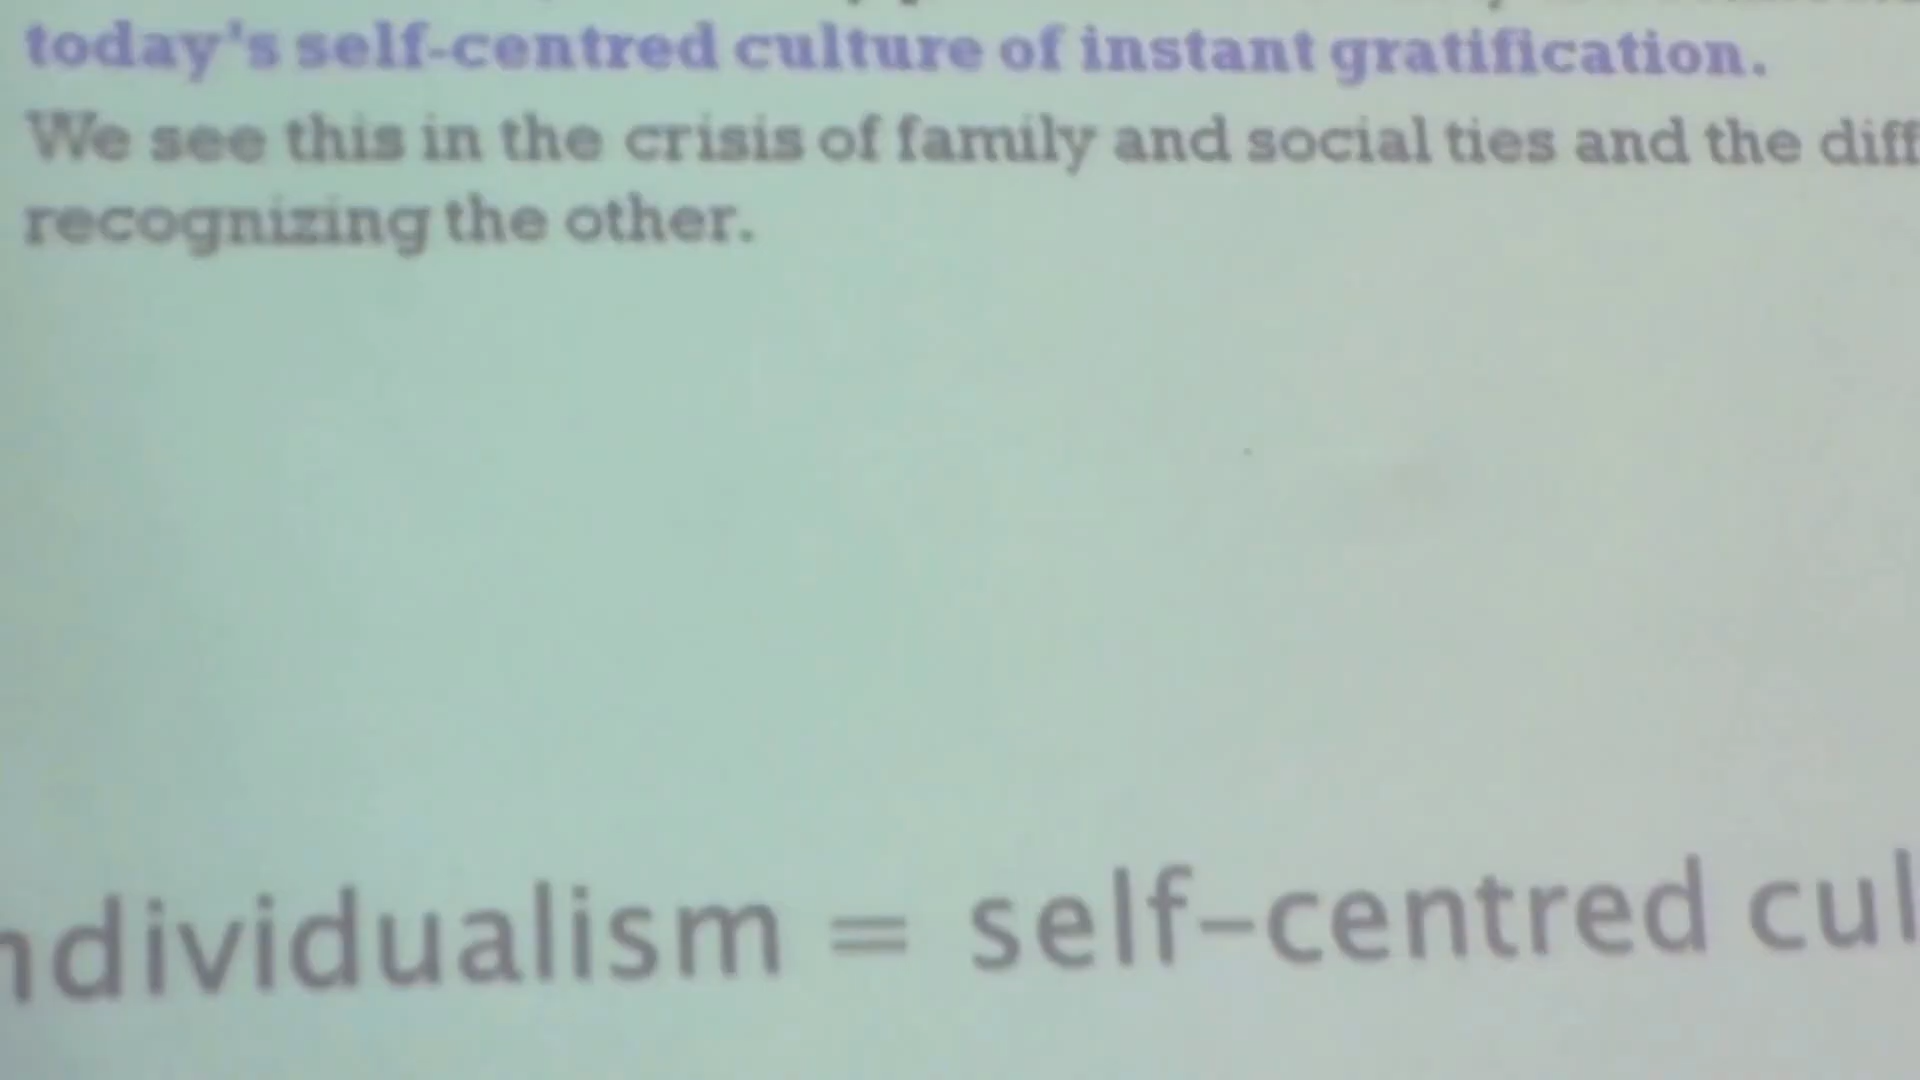 today's self-centred culture of instant gratification.
We see this in the crisis of family and social ties and the diff
recognizing the other.
ndividualism = self-centred cul